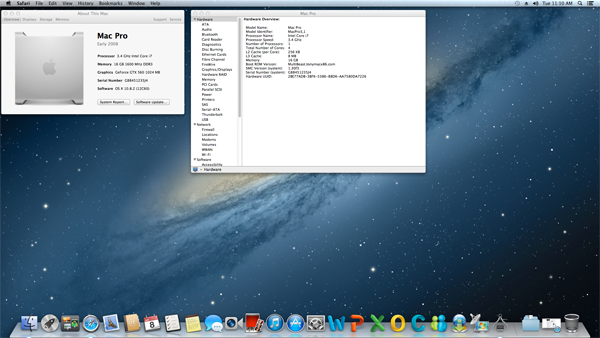 Safari File Edit View History Bookmarks Window Help
Tue 11:10 AM
About This Mac
Overview Displays Storage Memory
Support Service
Mac Pro
Early 2008
Processor 3.4 GHz Intel Core i7
Memory 16 GB 1600 MHz DDR3
Graphics GeForce GTX 560 1024 MB
Serial Number
Software OS X 10.8.2 (12C60)
System Report...
Software Update...
Mac Pro
Hardware
ATA
Audio
Bluetooth
Card Reader
Diagnostics
Disc Burning
Ethernet Cards
Fibre Channel
FireWire
Graphics/Displays
Hardware RAID
Memory
PCI Cards
Parallel SCSI
Power
Printers
SAS
Serial-ATA
Thunderbolt
USB
Network
Firewall
Locations
Modems
Volumes
WWAN
Wi-Fi
Software
Accessibility
Hardware Overview:
Model Name: Mac Pro
Model Identifier: MacPro3,1
Processor Name: Intel Core i7
Processor Speed: 3.4 GHz
Number of Processors: 1
Total Number of Cores: 4
L2 Cache (per Core): 256 KB
L3 Cache: 8 MB
Memory: 16 GB
Boot ROM Version: MultiBeast.tonymacx86.com
SMC Version (system): 1.30f3
Serial Number (system):
Hardware UUID:
Hardware
8
W P X O C